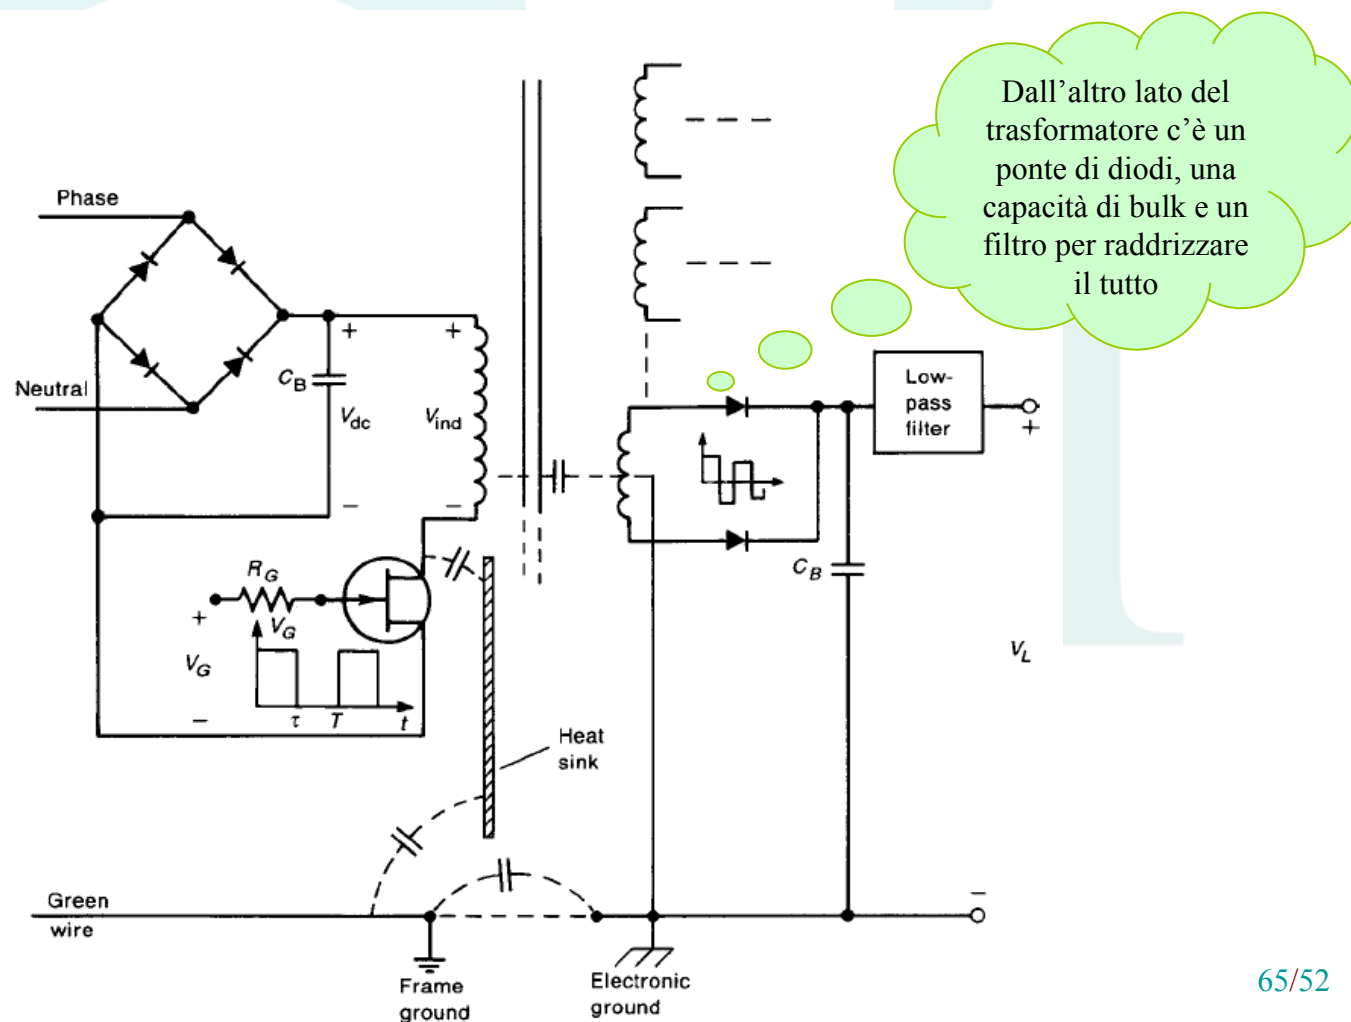 Dall'altro lato del
trasformatore c'è un
ponte di diodi, una
capacità di bulk e un
filtro per raddrizzare
il tutto
Phase
Neutral
C_B
+
V_dc
−
+
V_ind
−
Low-
pass
filter
+
C_B
V_L
R_G
+
V_G
V_G
−
τ
T
t
Heat
sink
Green
wire
−
Frame
ground
Electronic
ground
65/52